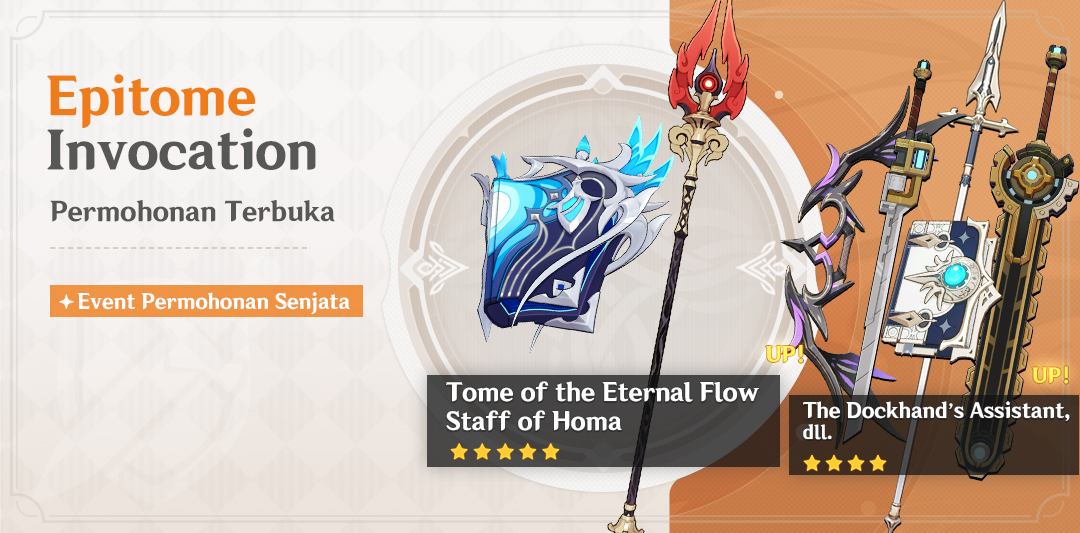 Epitome
Invocation
Permohonan Terbuka
Event Permohonan Senjata
Tome of the Eternal Flow
Staff of Homa
UP!
UP!
The Dockhand's Assistant,
dll.